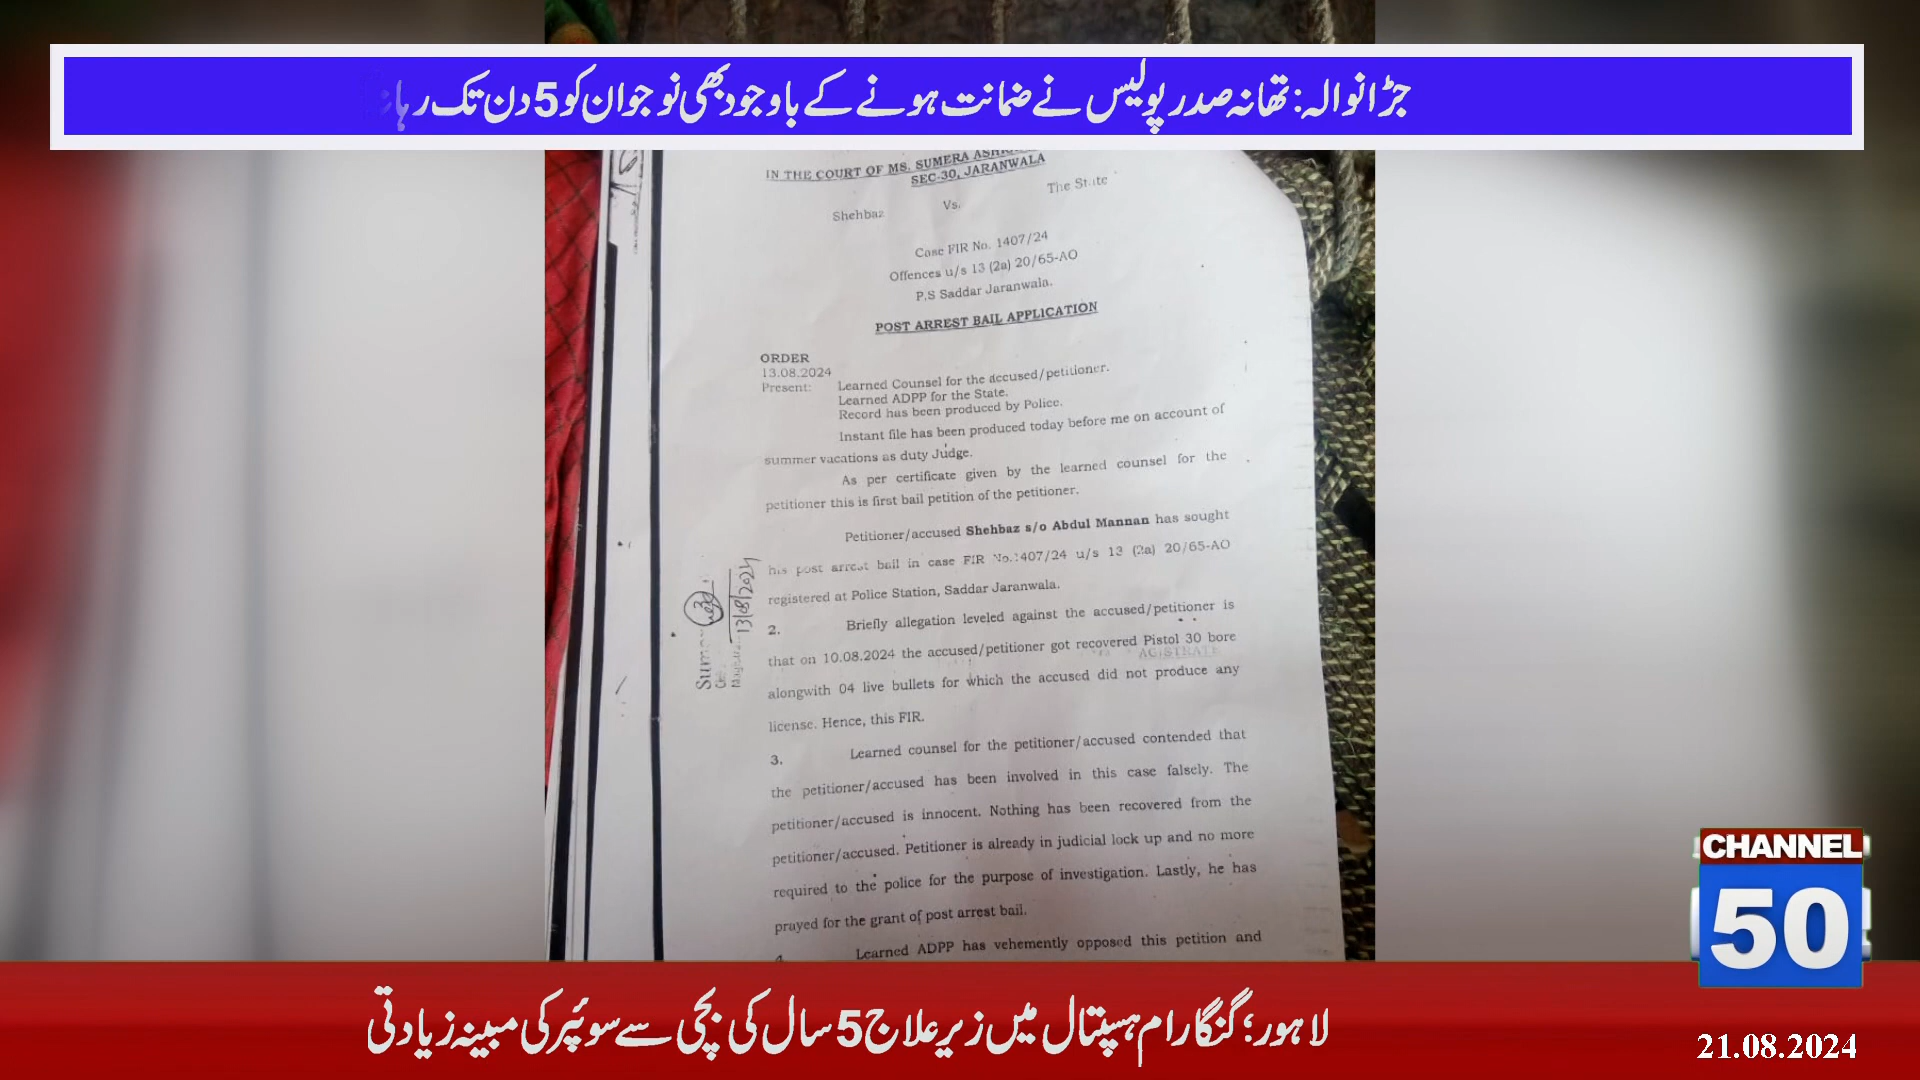 جڑانوالہ: تھانہ صدر پولیس نے ضمانت ہونے کے باوجود بھی نوجوان کو 5 دن تک رہا نہ
IN THE COURT OF MS. SUMERA
SEC-30, JARANWALA
Shehbaz Vs. The State
Case FIR No. 1407/24
Offences u/s 13 (2a) 20/65-AO
P.S Saddar Jaranwala.
POST ARREST BAIL APPLICATION
ORDER
13.08.2024
Present: Learned Counsel for the accused/petitioner.
Learned ADPP for the State.
Record has been produced by Police.
Instant file has been produced today before me on account of
summer vacations as duty Judge.
As per certificate given by the learned counsel for the
petitioner this is first bail petition of the petitioner.
Petitioner/accused Shehbaz s/o Abdul Mannan has sought
his post arrest bail in case FIR No.1407/24 u/s 13 (2a) 20/65-AO
registered at Police Station, Saddar Jaranwala.
2. Briefly allegation leveled against the accused/petitioner is
that on 10.08.2024 the accused/petitioner got recovered Pistol 30 bore
alongwith 04 live bullets for which the accused did not produce any
license. Hence, this FIR.
3. Learned counsel for the petitioner/accused contended that
the petitioner/accused has been involved in this case falsely. The
petitioner/accused is innocent. Nothing has been recovered from the
petitioner/accused. Petitioner is already in judicial lock up and no more
required to the police for the purpose of investigation. Lastly, he has
prayed for the grant of post arrest bail.
Learned ADPP has vehemently opposed this petition and
13/08/2024
CHANNEL
50
لاہور؛ گنگا رام ہسپتال میں زیر علاج 5 سال کی بچی سے سوئپر کی مبینہ زیادتی
21.08.2024